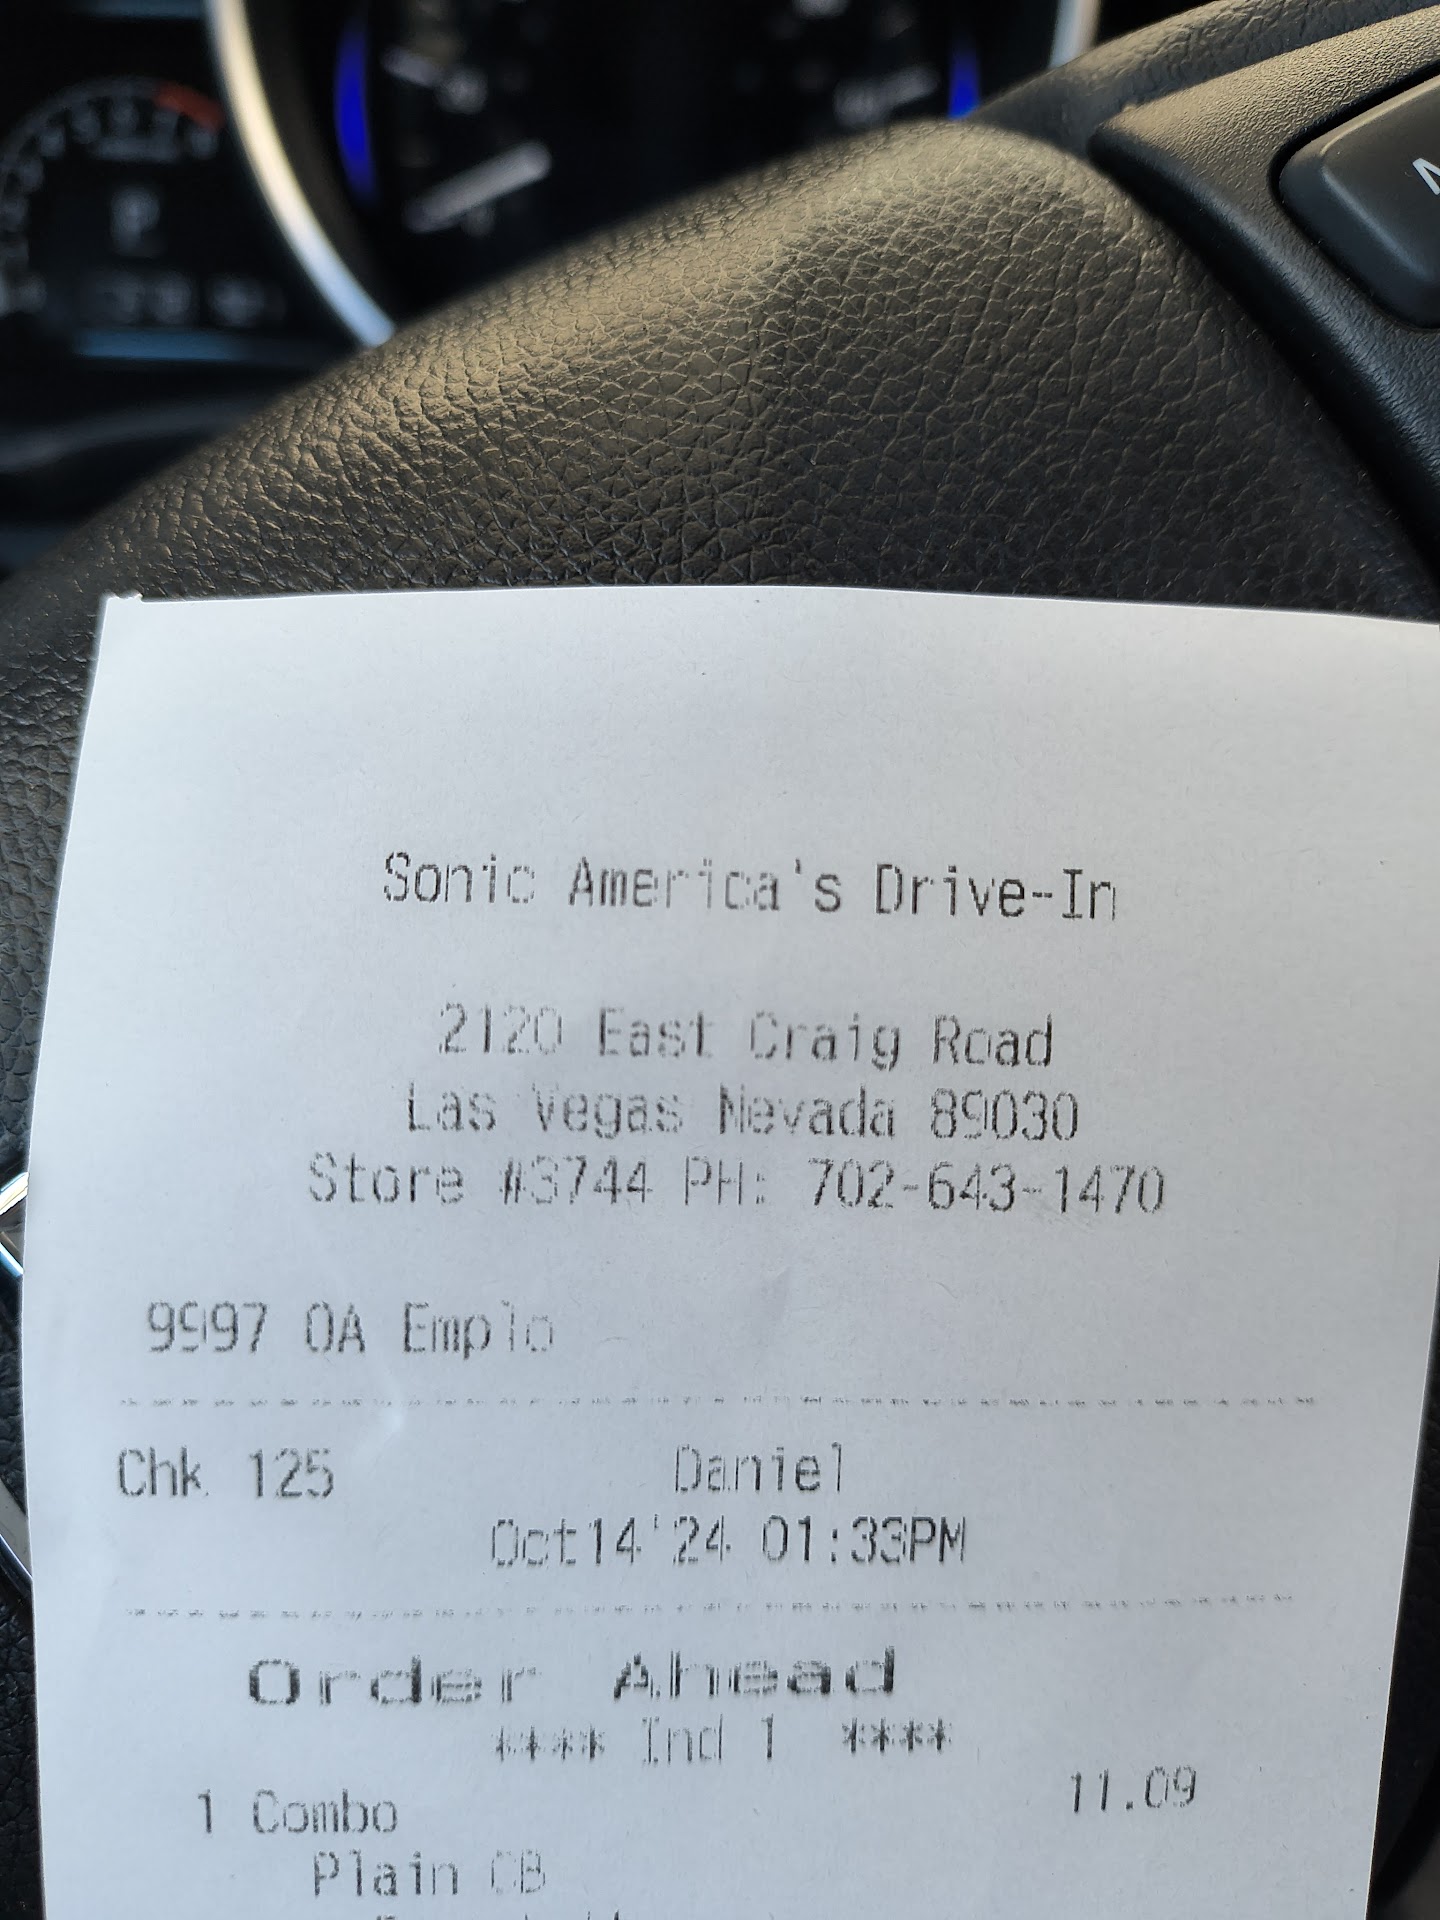 Sonic America's Drive-In
2120 East Craig Road
Las Vegas Nevada 89030
Store #3744 PH: 702-643-1470
9997 OA Emplo
Chk 125 Daniel
Oct14'24 01:33PM
Order Ahead
**** Ind 1 ****
1 Combo 11.09
Plain CB